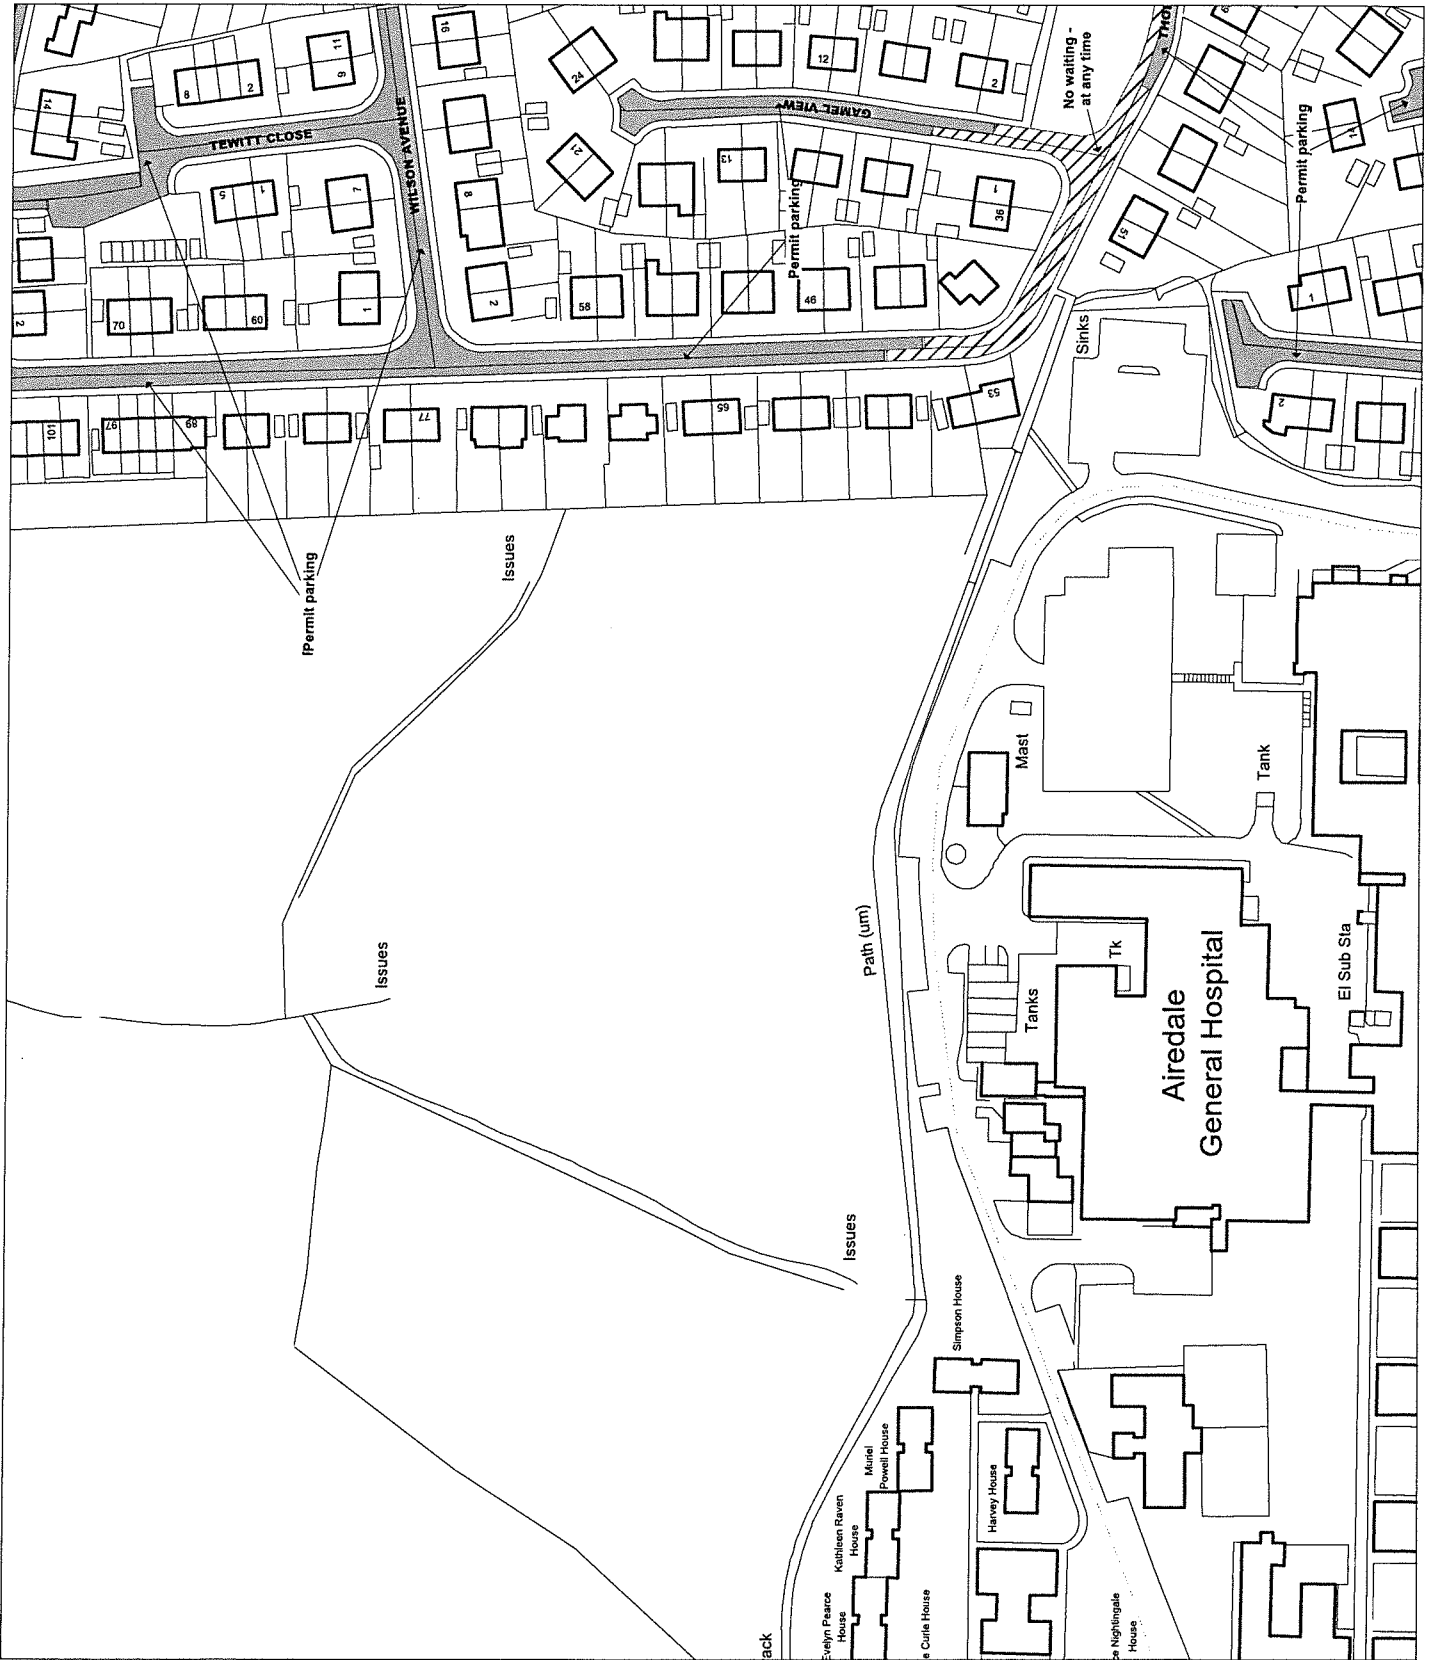 16
11
9
8
2
14
TEWITT CLOSE
WILSON AVENUE
24
12
2
GAMEL VIEW
No waiting -
at any time
THO
Permit parking
14
21
13
5
1
7
8
1
36
51
Permit parking
2
70
60
1
2
58
46
Sinks
1
2
101
97
89
77
65
53
fPermit parking
Issues
Mast
Tank
Path (um)
Issues
Tanks
Tk
Airedale
General Hospital
El Sub Sta
Issues
Simpson House
Muriel
Powell House
Kathleen Raven
House
Harvey House
Evelyn Pearce
House
e Curie House
ce Nightingale
House
ack